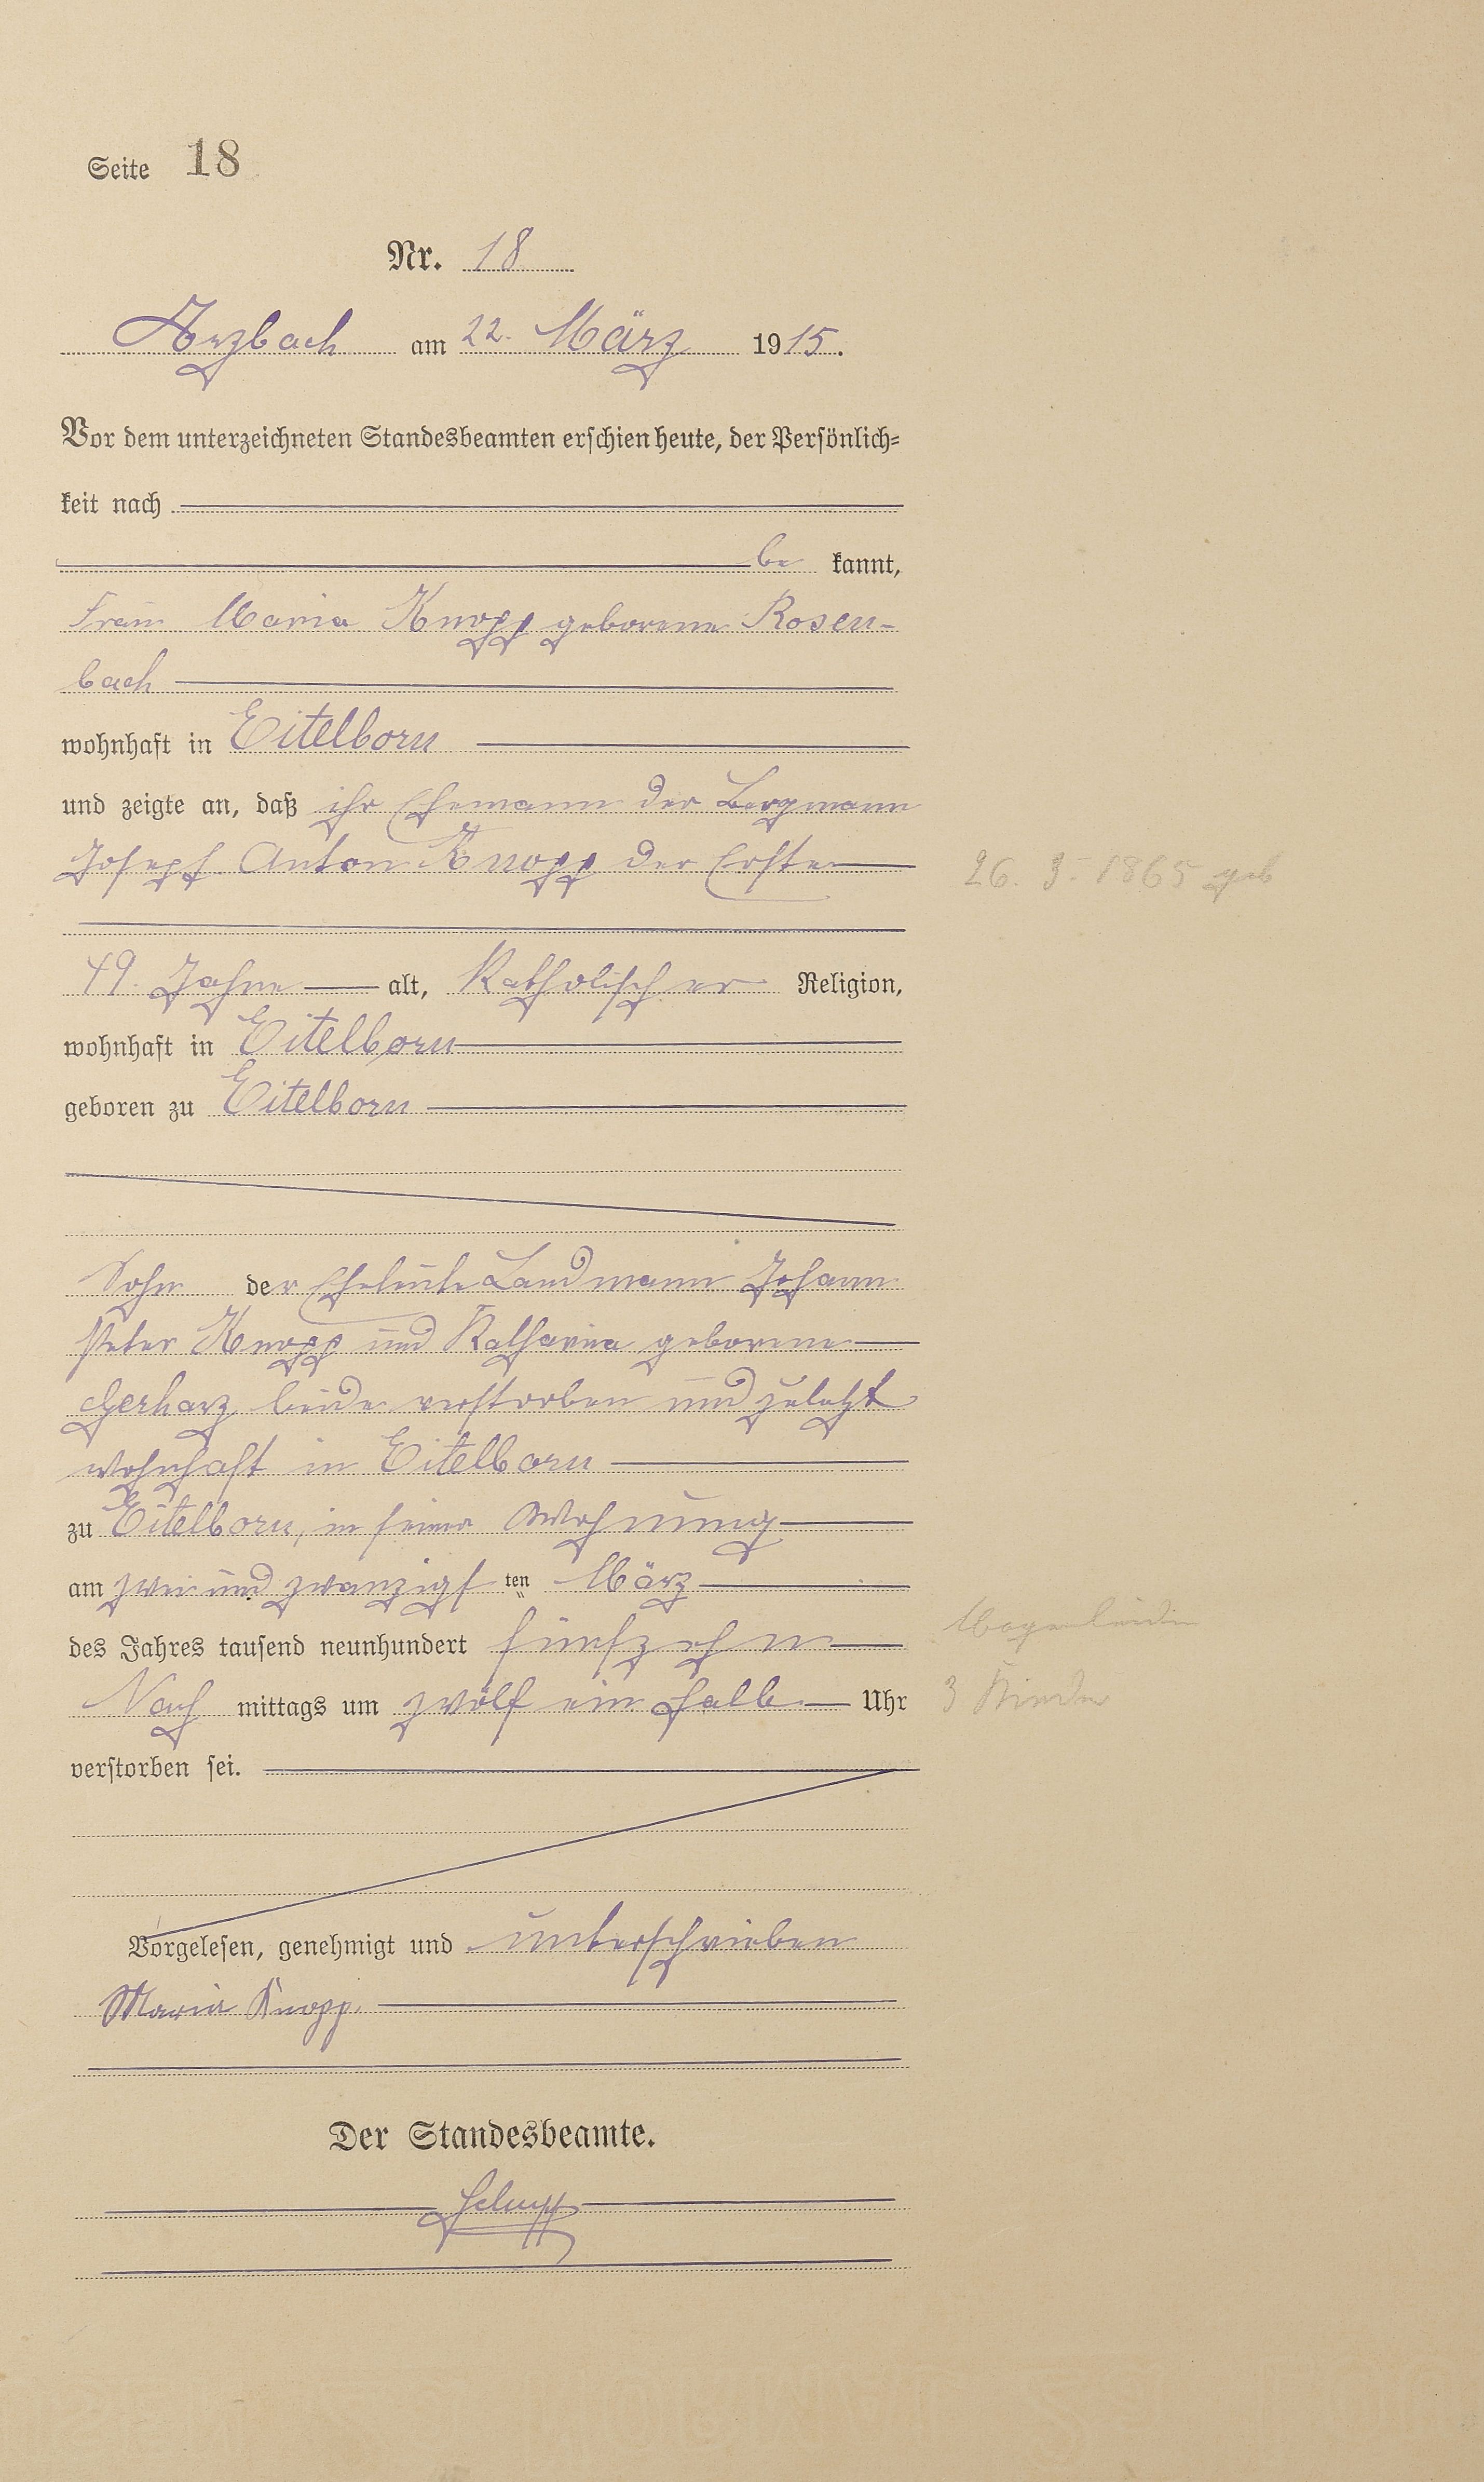 Seite 18
Nr. 18
Arzbach am 22. März 1915.
Vor dem unterzeichneten Standesbeamten erschien heute, der Persönlich-
keit nach
be kannt,
Frau Maria Knopp geborene Rosen-
bach
wohnhaft in Eitelborn
und zeigte an, daß ihr Ehemann der Bergmann
Joseph Anton Knopp der Erste
26. 3. 1865 geb
49 Jahre alt, Katholischer Religion,
wohnhaft in Eitelborn
geboren zu Eitelborn
Sohn der Eheleute Landmann Johann
Peter Knopp und Katharina geborene
Gerharz beide verstorben und zuletzt
wohnhaft in Eitelborn
zu Eitelborn, in seiner Wohnung
am zwei und zwanzigsten März
des Jahres tausend neunhundert fünfzehn
Magenleiden
Nach mittags um zwölf ein halb Uhr
3 Kinder
verstorben sei.
Vorgelesen, genehmigt und unterschrieben
Maria Knopp.
Der Standesbeamte.